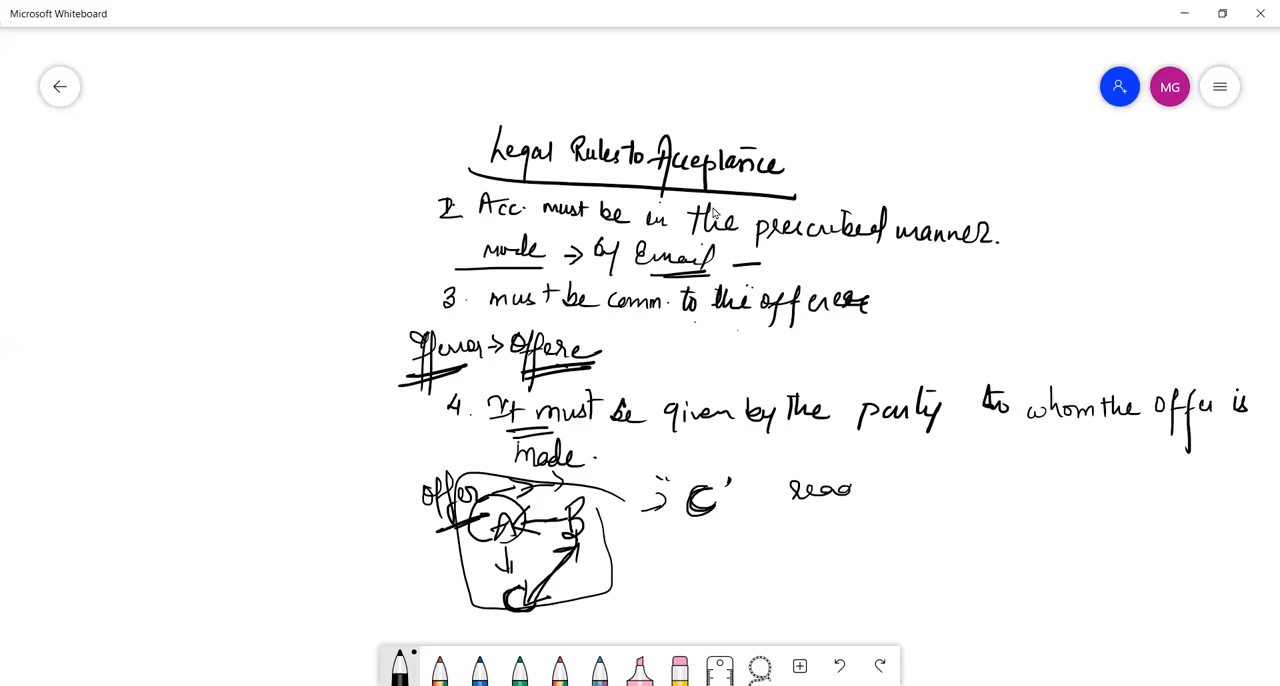 Microsoft Whiteboard
MG
Legal Rules to Acceptance
2. Acc. must be in the prescribed manner.
mode → by Email —
3. must be comm. to the offeree
Offeror → Offere
4. It must be given by the party to whom the offer is
made.
offer
A — B
C
→ "C"